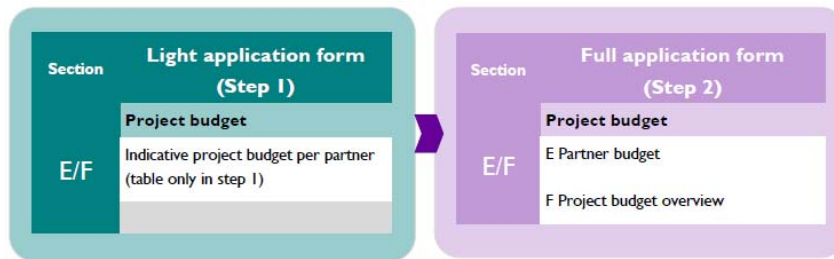 Section
Light application form
(Step 1)
Project budget
E/F
Indicative project budget per partner
(table only in step 1)
Section
Full application form
(Step 2)
Project budget
E/F
E Partner budget
F Project budget overview